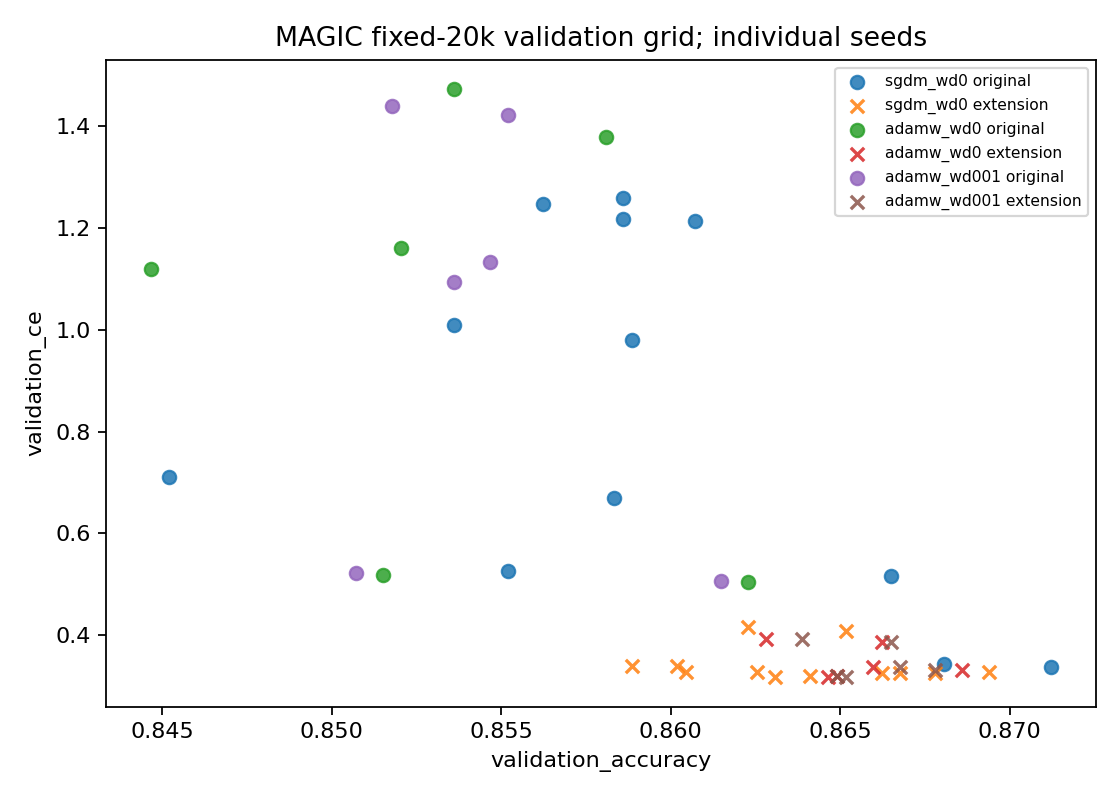 MAGIC fixed-20k validation grid; individual seeds
sgdm_wd0 original
sgdm_wd0 extension
adamw_wd0 original
adamw_wd0 extension
adamw_wd001 original
adamw_wd001 extension
validation_ce
1.4
1.2
1.0
0.8
0.6
0.4
0.845 0.850 0.855 0.860 0.865 0.870
validation_accuracy